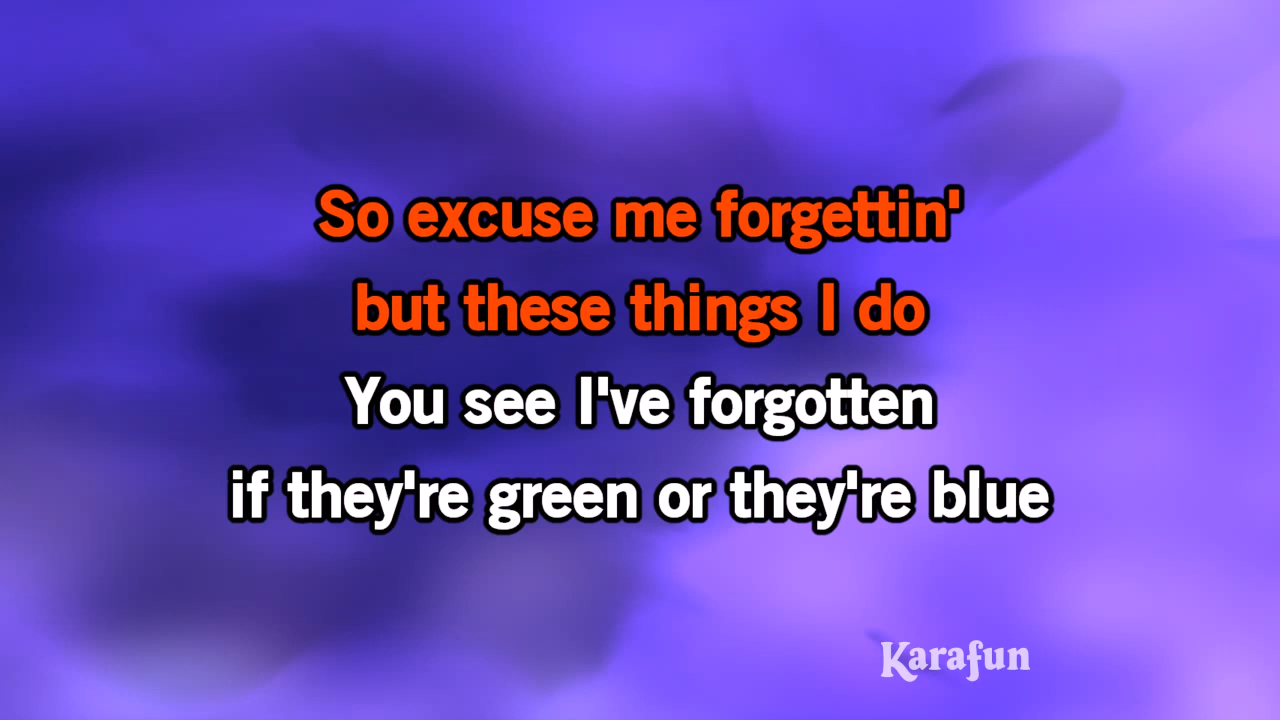 So excuse me forgettin'
but these things I do
You see I've forgotten
if they're green or they're blue
Karafun